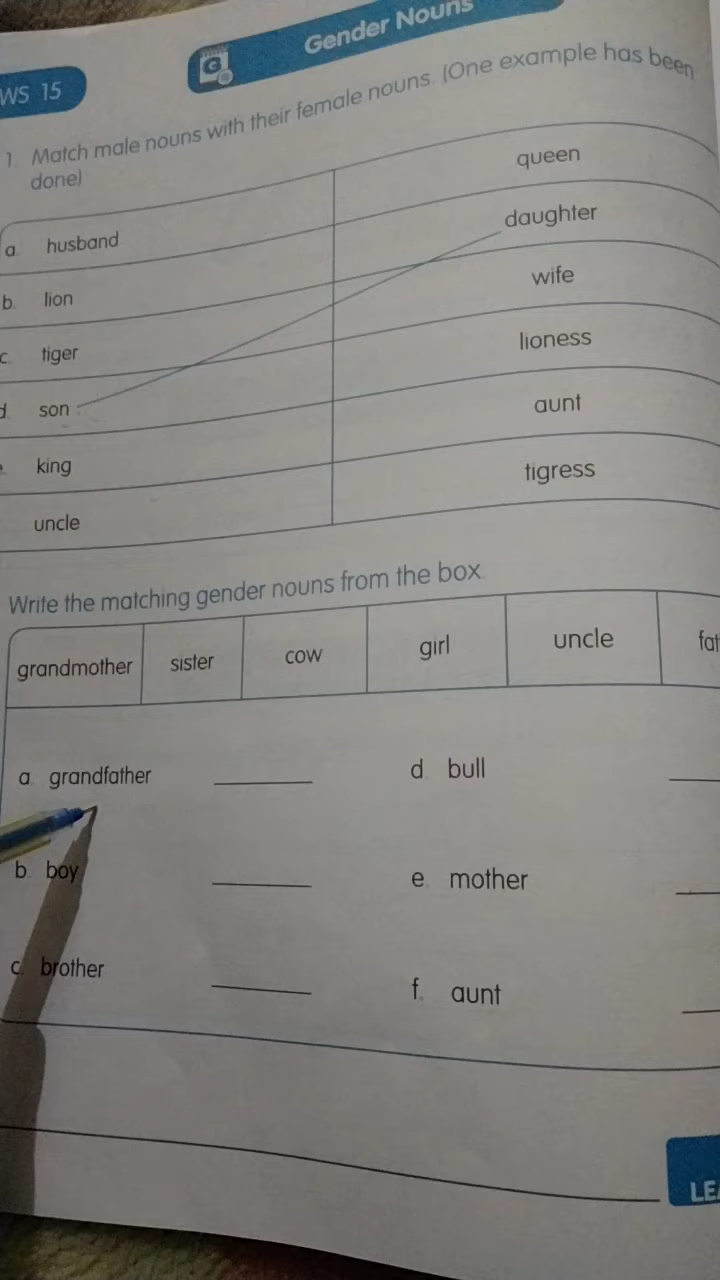 Gender Nouns
WS 15
1 Match male nouns with their female nouns. (One example has been
done)
a. husband
queen
b. lion
daughter
c. tiger
wife
d. son
lioness
king
aunt
uncle
tigress
Write the matching gender nouns from the box
grandmother sister cow girl uncle
a grandfather
d bull
b. boy
e mother
c. brother
f. aunt